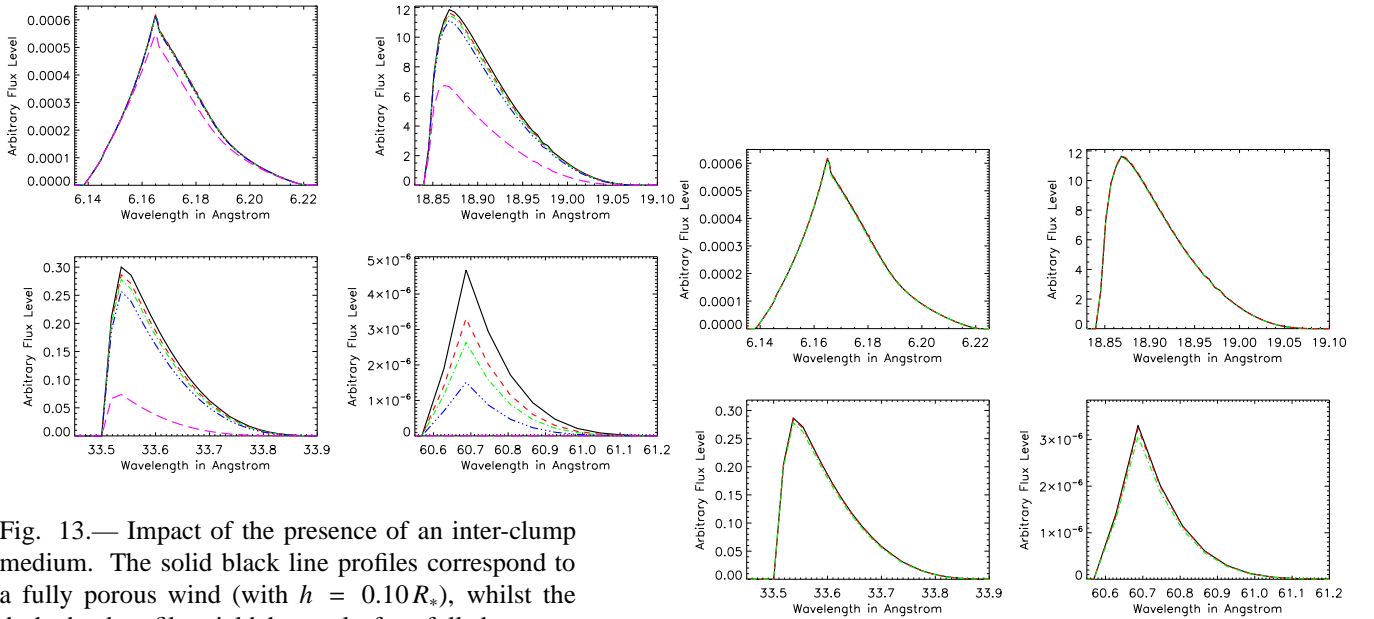 0.0006
0.0005
0.0004
0.0003
0.0002
0.0001
0.0000
Arbitrary Flux Level
6.14 6.16 6.18 6.20 6.22
Wavelength in Angstrom
12
10
8
6
4
2
0
Arbitrary Flux Level
18.85 18.90 18.95 19.00 19.05 19.10
Wavelength in Angstrom
0.30
0.25
0.20
0.15
0.10
0.05
0.00
Arbitrary Flux Level
33.5 33.6 33.7 33.8 33.9
Wavelength in Angstrom
5×10⁻⁶
4×10⁻⁶
3×10⁻⁶
2×10⁻⁶
1×10⁻⁶
0
Arbitrary Flux Level
60.6 60.7 60.8 60.9 61.0 61.1 61.2
Wavelength in Angstrom
Fig. 13.— Impact of the presence of an inter-clump
medium. The solid black line profiles correspond to
a fully porous wind (with h = 0.10 R*), whilst the
0.0006
0.0005
0.0004
0.0003
0.0002
0.0001
0.0000
Arbitrary Flux Level
6.14 6.16 6.18 6.20 6.22
Wavelength in Angstrom
12
10
8
6
4
2
0
Arbitrary Flux Level
18.85 18.90 18.95 19.00 19.05 19.10
Wavelength in Angstrom
0.30
0.25
0.20
0.15
0.10
0.05
0.00
Arbitrary Flux Level
33.5 33.6 33.7 33.8 33.9
Wavelength in Angstrom
3×10⁻⁶
2×10⁻⁶
1×10⁻⁶
0
Arbitrary Flux Level
60.6 60.7 60.8 60.9 61.0 61.1 61.2
Wavelength in Angstrom